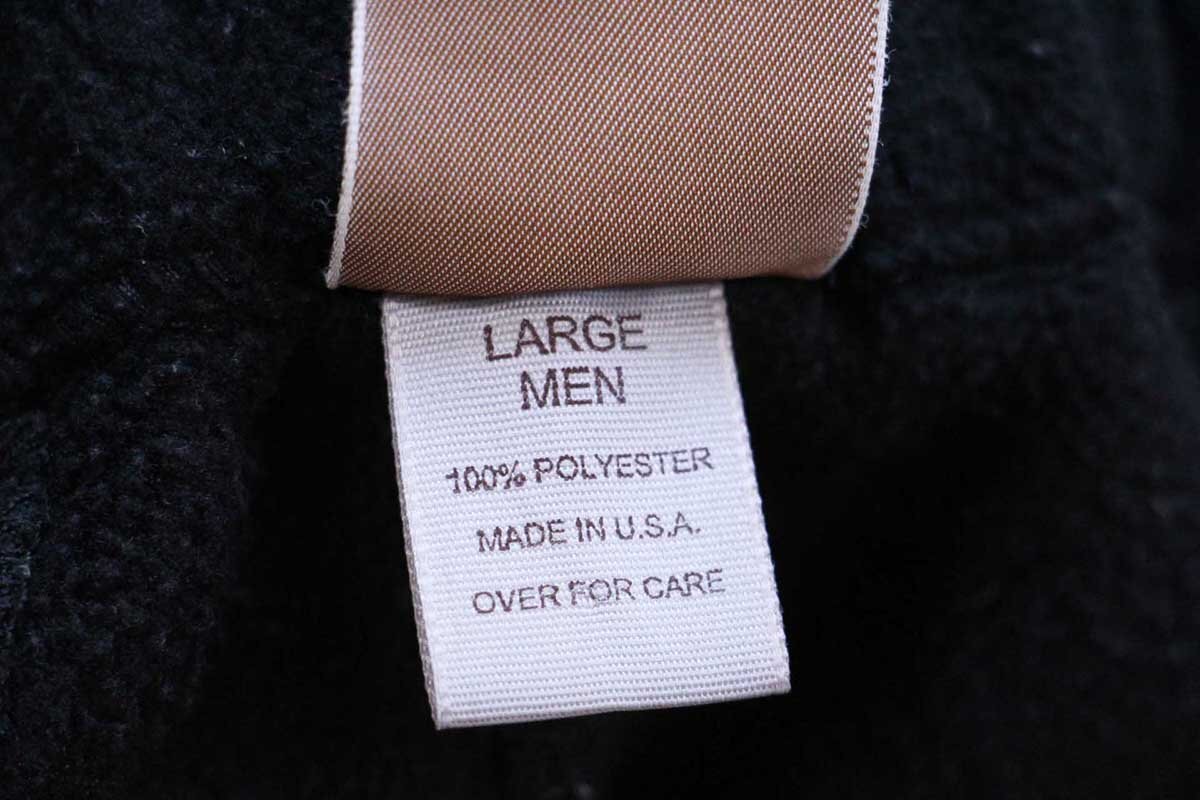 LARGE
MEN
100% POLYESTER
MADE IN U.S.A.
OVER FOR CARE